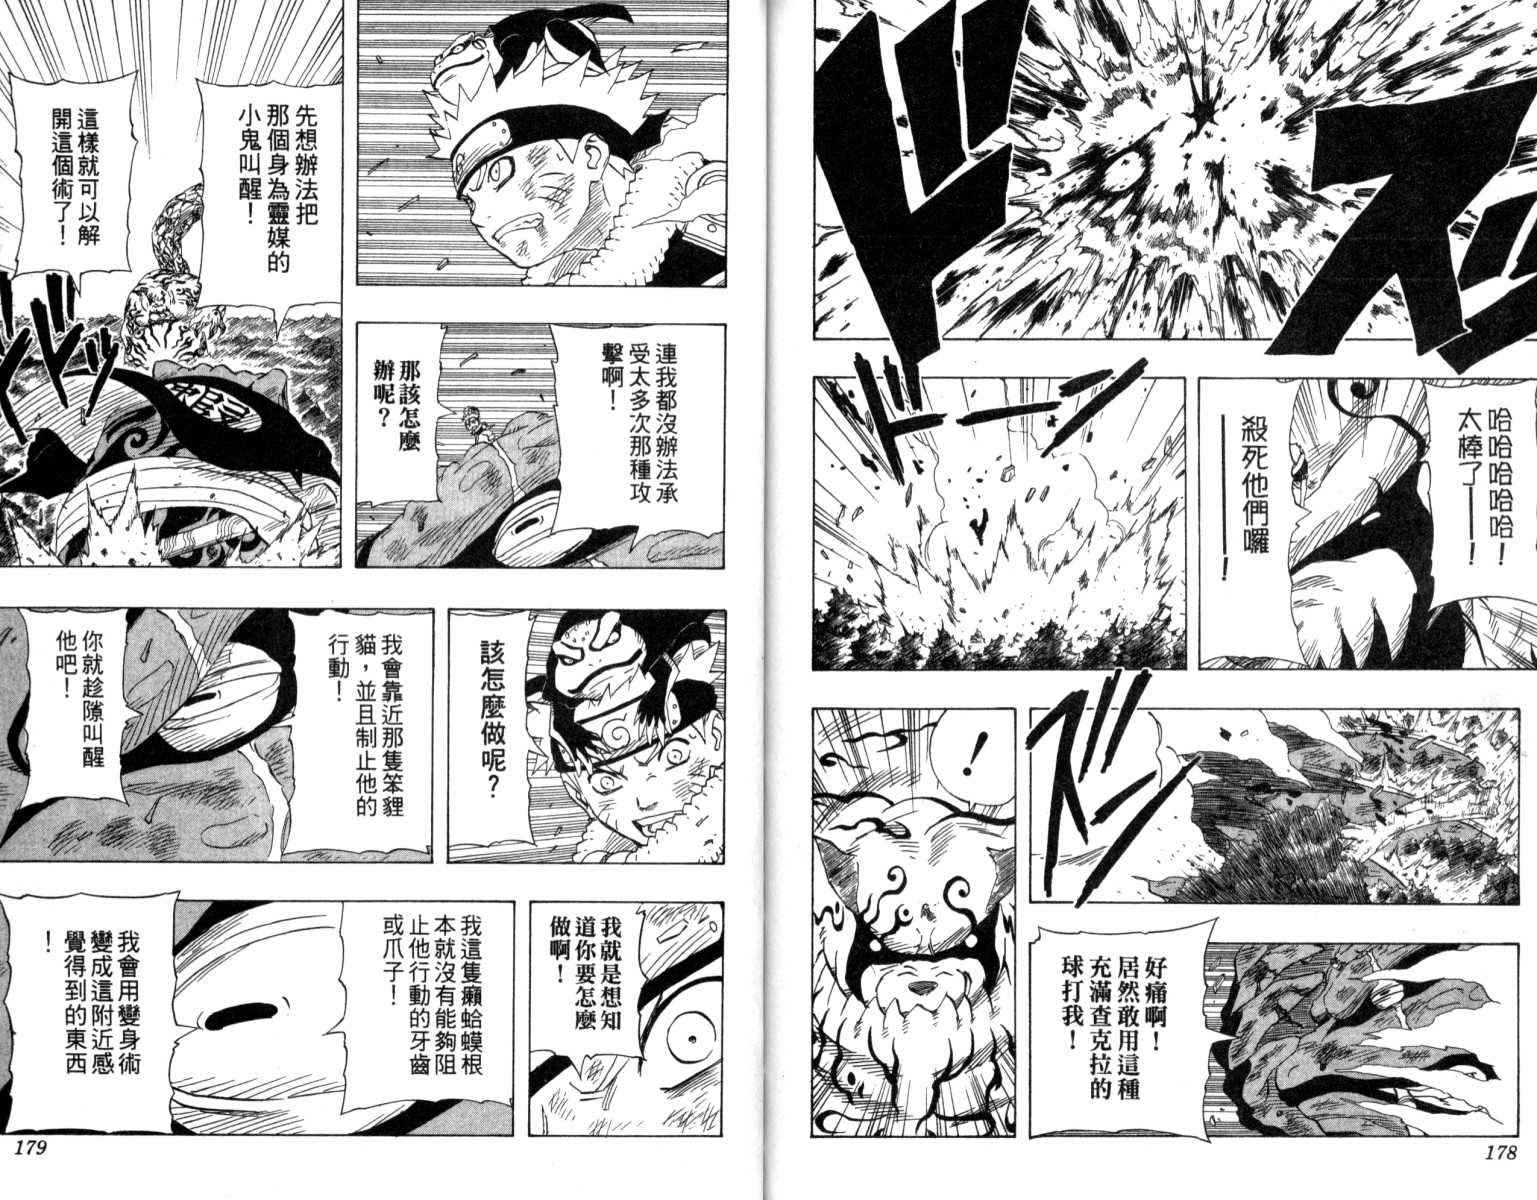 ドドス
哈哈哈哈哈！
太棒了——！
殺死他們囉
——！
ズズ
！
好痛啊！
居然敢用這種
充滿查克拉的
球打我！
178
連我都沒辦法承
受太多次那種攻
擊啊！
那該怎麼
辦呢？
先想辦法把
那個身為靈媒的
小鬼叫醒！
這樣就可以解
開這個術了！
ドドド
該怎麼做呢？
我會靠近那隻笨貍
貓，並且制止他的
行動！
你就趁隙叫醒
他吧！
我就是想知
道你要怎麼
做啊！
我這隻癩蛤蟆根
本就沒有能夠阻
止他行動的牙齒
或爪子！
我會用變身術
變成這附近感
覺得到的東西
！
179